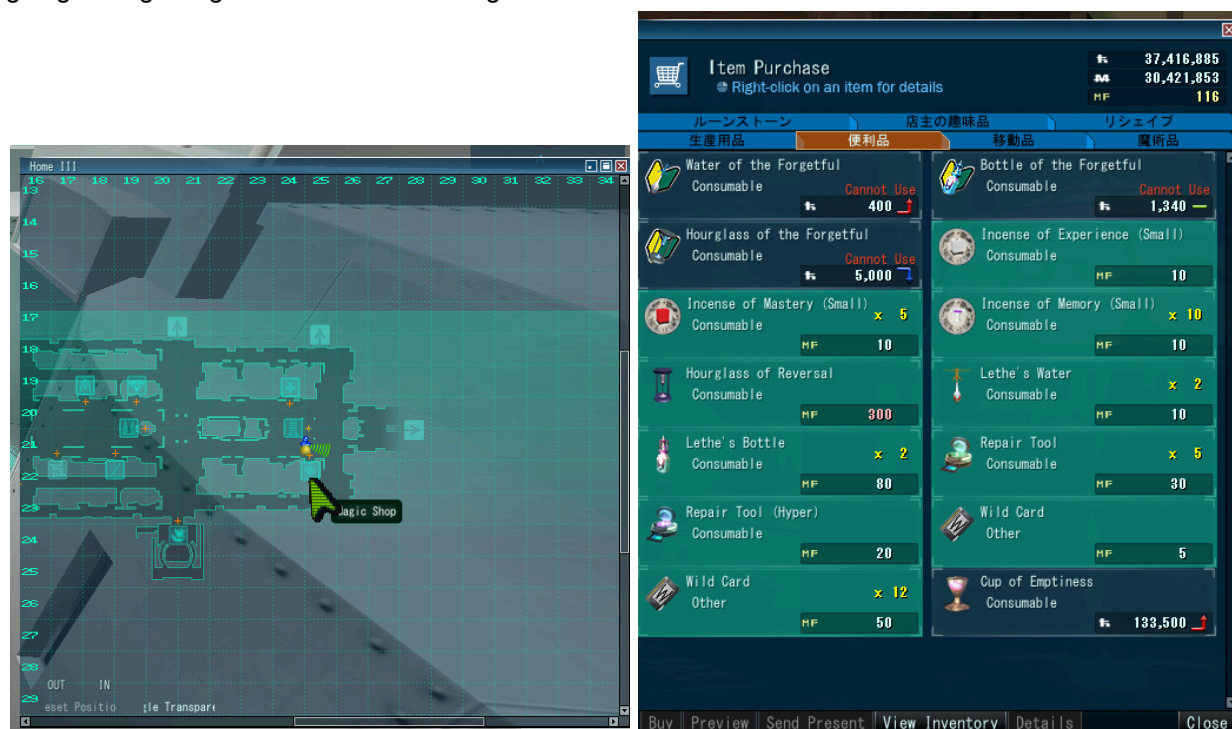 Home III
16 17 18 19 20 21 22 23 24 25 26 27 28 29 30 31 32 33 34
13
14
15
16
17
18
19
20
21
22
23
24
25
26
27
28
29
Magic Shop
OUT IN
eset Positio gle Transpare
Item Purchase
Right-click on an item for details
37,416,885
30,421,853
MF 116
ルーンストーン 店主の趣味品 リシェイプ
生産用品 便利品 移動品 魔術品
Water of the Forgetful
Consumable
Cannot Use
400
Bottle of the Forgetful
Consumable
Cannot Use
1,340
Hourglass of the Forgetful
Consumable
Cannot Use
5,000
Incense of Experience (Small)
Consumable
MF 10
Incense of Mastery (Small)
x 5
Consumable
MF 10
Incense of Memory (Small)
x 10
Consumable
MF 10
Hourglass of Reversal
Consumable
MF 300
Lethe's Water
x 2
Consumable
MF 10
Lethe's Bottle
x 2
Consumable
MF 80
Repair Tool
x 5
Consumable
MF 30
Repair Tool (Hyper)
Consumable
MF 20
Wild Card
Other
MF 5
Wild Card
x 12
Other
MF 50
Cup of Emptiness
Consumable
133,500
Buy Preview Send Present View Inventory Details Close